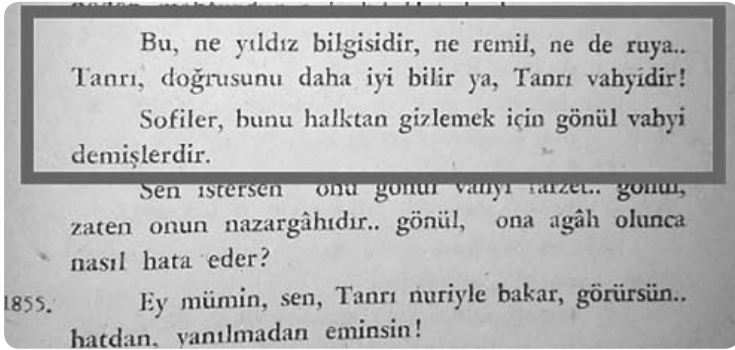 Bu, ne yıldız bilgisidir, ne remil, ne de ruya..
Tanrı, doğrusunu daha iyi bilir ya, Tanrı vahyidir!
Sofiler, bunu halktan gizlemek için gönül vahyi
demişlerdir.
Sen istersen onu gönül vahyi farzet.. gönül,
zaten onun nazargâhıdır.. gönül, ona agâh olunca
nasıl hata eder?
1855. Ey mümin, sen, Tanrı nuriyle bakar, görürsün..
hatdan, yanılmadan eminsin!